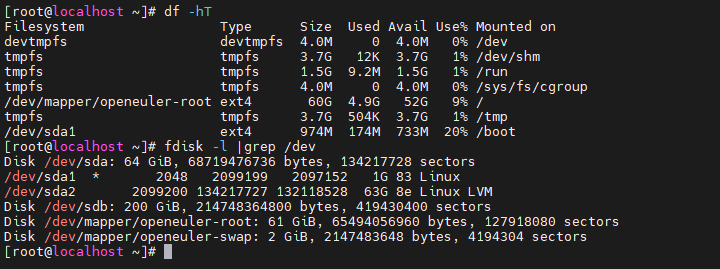 [root@localhost ~]# df -hT
Filesystem                 Type      Size  Used Avail Use% Mounted on
devtmpfs                   devtmpfs  4.0M     0  4.0M   0% /dev
tmpfs                      tmpfs     3.7G   12K  3.7G   1% /dev/shm
tmpfs                      tmpfs     1.5G  9.2M  1.5G   1% /run
tmpfs                      tmpfs     4.0M     0  4.0M   0% /sys/fs/cgroup
/dev/mapper/openeuler-root ext4       60G  4.9G   52G   9% /
tmpfs                      tmpfs     3.7G  504K  3.7G   1% /tmp
/dev/sda1                  ext4      974M  174M  733M  20% /boot
[root@localhost ~]# fdisk -l |grep /dev
Disk /dev/sda: 64 GiB, 68719476736 bytes, 134217728 sectors
/dev/sda1  *       2048   2099199   2097152   1G 83 Linux
/dev/sda2       2099200 134217727 132118528  63G 8e Linux LVM
Disk /dev/sdb: 200 GiB, 214748364800 bytes, 419430400 sectors
Disk /dev/mapper/openeuler-root: 61 GiB, 65494056960 bytes, 127918080 sectors
Disk /dev/mapper/openeuler-swap: 2 GiB, 2147483648 bytes, 4194304 sectors
[root@localhost ~]#